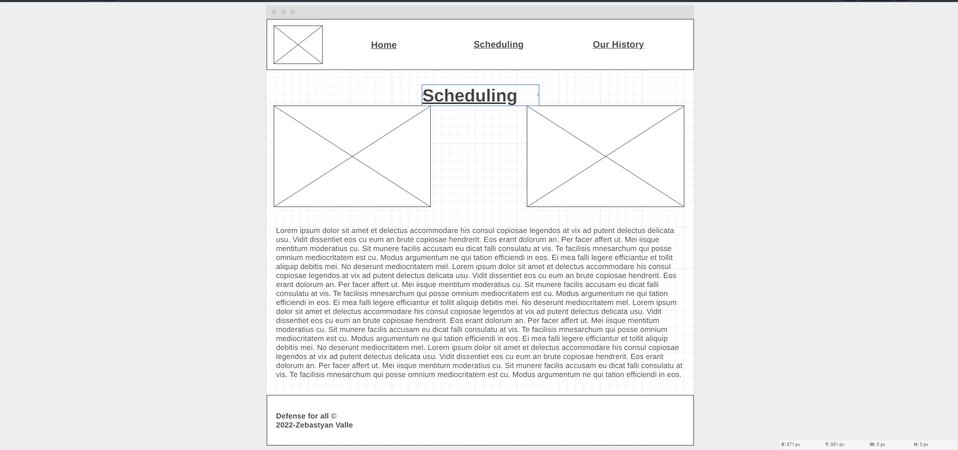 Home
Scheduling
Our History
Scheduling
Lorem ipsum dolor sit amet et delectus accommodare his consul copiosae legendos at vix ad putent delectus delicata
usu. Vidit dissentiet eos cu eum an brute copiosae hendrerit. Eos erant dolorum an. Per facer affert ut. Mei iisque
mentitum moderatius cu. Sit munere facilis accusam eu dicat falli consulatu at vis. Te facilisis mnesarchum qui posse
omnium mediocritatem est cu. Modus argumentum ne qui tation efficiendi in eos. Ei mea falli legere efficiantur et tollit
aliquip debitis mei. No deserunt mediocritatem mel. Lorem ipsum dolor sit amet et delectus accommodare his consul
copiosae legendos at vix ad putent delectus delicata usu. Vidit dissentiet eos cu eum an brute copiosae hendrerit. Eos
erant dolorum an. Per facer affert ut. Mei iisque mentitum moderatius cu. Sit munere facilis accusam eu dicat falli
consulatu at vis. Te facilisis mnesarchum qui posse omnium mediocritatem est cu. Modus argumentum ne qui tation
efficiendi in eos. Ei mea falli legere efficiantur et tollit aliquip debitis mei. No deserunt mediocritatem mel. Lorem ipsum
dolor sit amet et delectus accommodare his consul copiosae legendos at vix ad putent delectus delicata usu. Vidit
dissentiet eos cu eum an brute copiosae hendrerit. Eos erant dolorum an. Per facer affert ut. Mei iisque mentitum
moderatius cu. Sit munere facilis accusam eu dicat falli consulatu at vis. Te facilisis mnesarchum qui posse omnium
mediocritatem est cu. Modus argumentum ne qui tation efficiendi in eos. Ei mea falli legere efficiantur et tollit aliquip
debitis mei. No deserunt mediocritatem mel. Lorem ipsum dolor sit amet et delectus accommodare his consul copiosae
legendos at vix ad putent delectus delicata usu. Vidit dissentiet eos cu eum an brute copiosae hendrerit. Eos erant
dolorum an. Per facer affert ut. Mei iisque mentitum moderatius cu. Sit munere facilis accusam eu dicat falli consulatu at
vis. Te facilisis mnesarchum qui posse omnium mediocritatem est cu. Modus argumentum ne qui tation efficiendi in eos.
Defense for all ©
2022-Zebastyan Valle
X: 671 px Y: 991 px W: 0 px H: 0 px